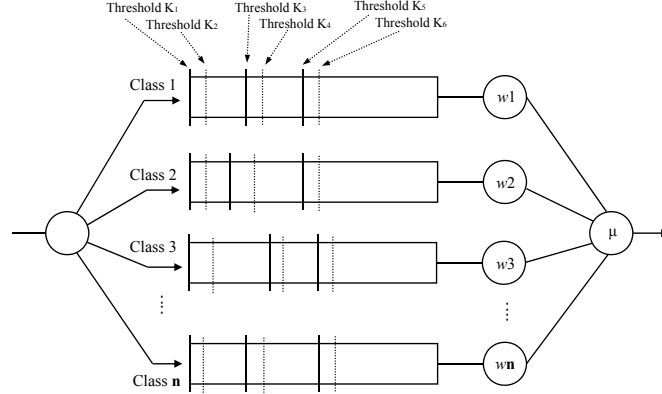 Threshold K₁
Threshold K₃
Threshold K₅
Threshold K₂
Threshold K₄
Threshold K₆
Class 1
w1
Class 2
w2
μ
Class 3
w3
Class n
wn